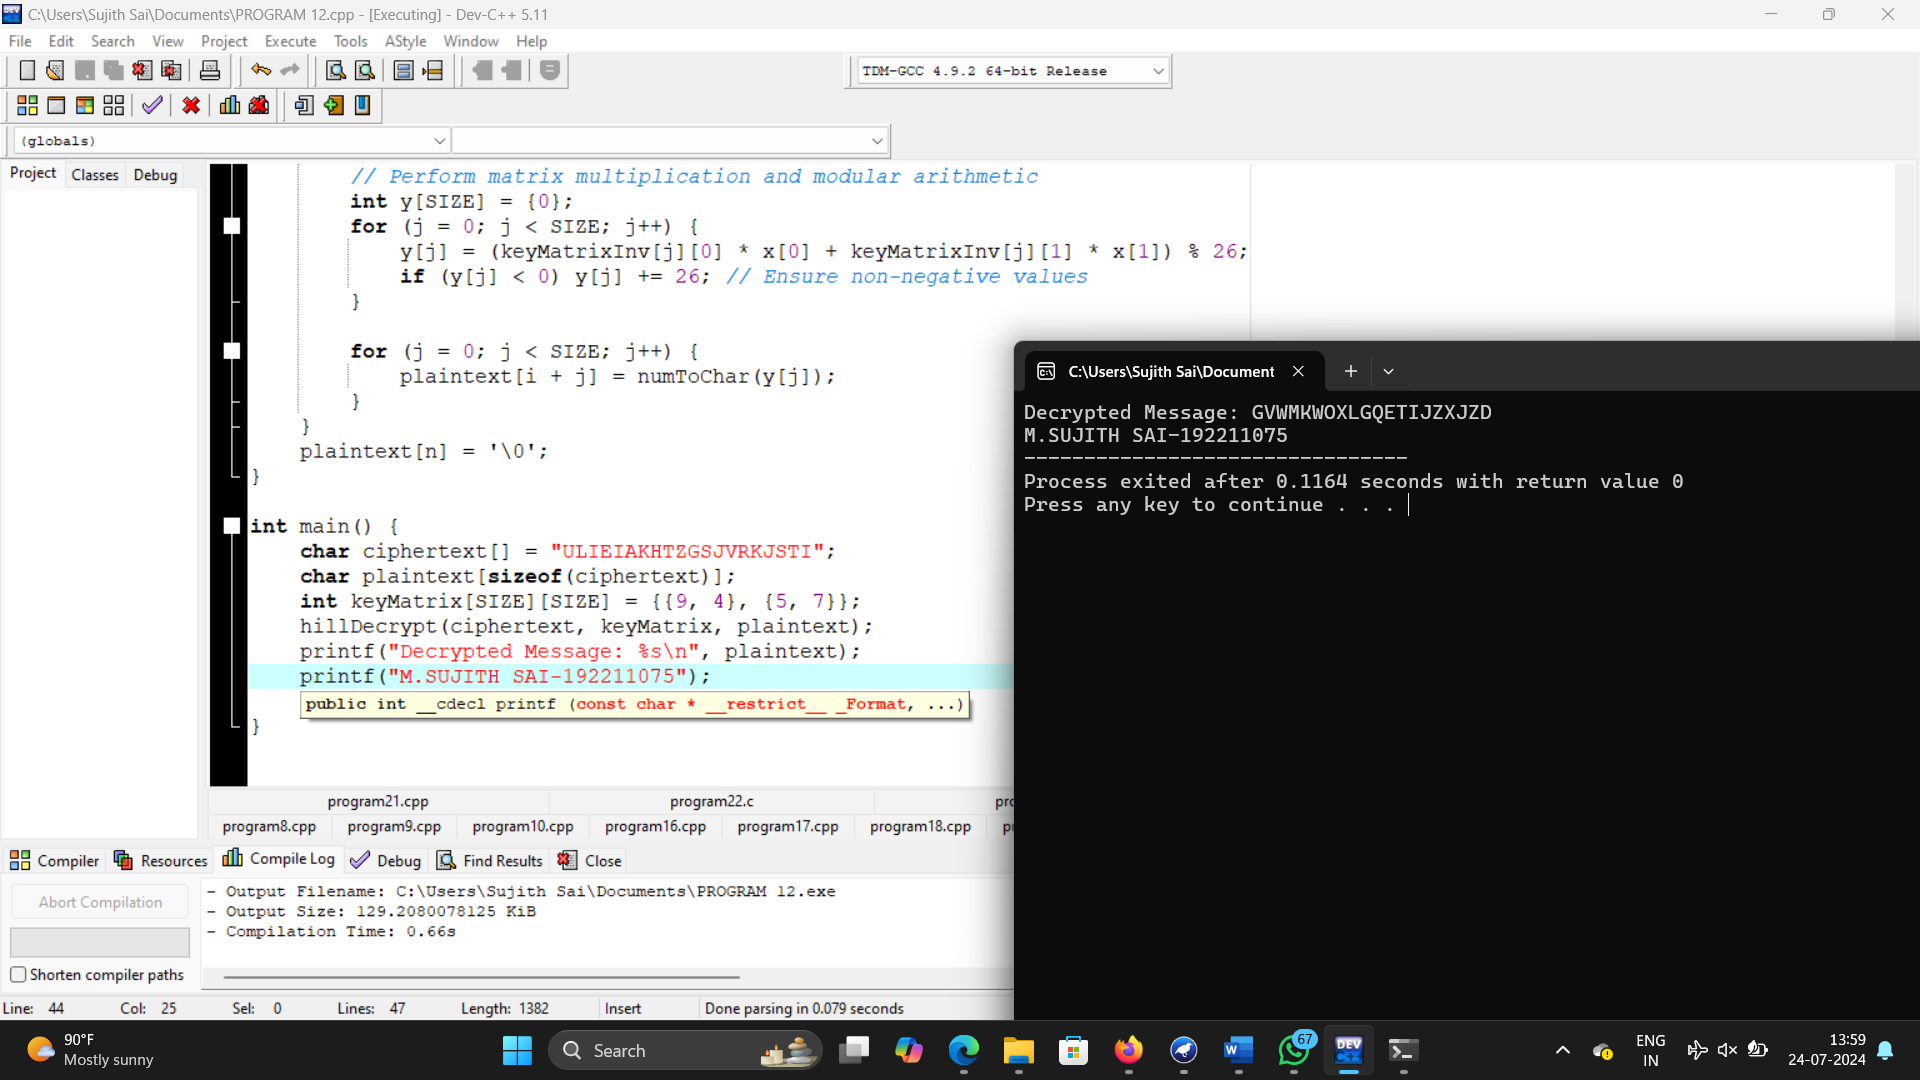 C:\Users\Sujith Sai\Documents\PROGRAM 12.cpp - [Executing] - Dev-C++ 5.11
File Edit Search View Project Execute Tools AStyle Window Help
TDM-GCC 4.9.2 64-bit Release
(globals)
Project Classes Debug
// Perform matrix multiplication and modular arithmetic
int y[SIZE] = {0};
for (j = 0; j < SIZE; j++) {
y[j] = (keyMatrixInv[j][0] * x[0] + keyMatrixInv[j][1] * x[1]) % 26;
if (y[j] < 0) y[j] += 26; // Ensure non-negative values
}
for (j = 0; j < SIZE; j++) {
plaintext[i + j] = numToChar(y[j]);
}
}
plaintext[n] = '\0';
}
int main() {
char ciphertext[] = "ULIEIAKHTZGSJVRKJSTI";
char plaintext[sizeof(ciphertext)];
int keyMatrix[SIZE][SIZE] = {{9, 4}, {5, 7}};
hillDecrypt(ciphertext, keyMatrix, plaintext);
printf("Decrypted Message: %s\n", plaintext);
printf("M.SUJITH SAI-192211075");
public int __cdecl printf (const char * __restrict__ _Format, ...)
}
C:\Users\Sujith Sai\Document
Decrypted Message: GVWMKWOXLGQETIJZXJZD
M.SUJITH SAI-192211075
--------------------------------
Process exited after 0.1164 seconds with return value 0
Press any key to continue . . .
program21.cpp program22.c
program8.cpp program9.cpp program10.cpp program16.cpp program17.cpp program18.cpp
Compiler Resources Compile Log Debug Find Results Close
Abort Compilation
Shorten compiler paths
- Output Filename: C:\Users\Sujith Sai\Documents\PROGRAM 12.exe
- Output Size: 129.2080078125 KiB
- Compilation Time: 0.66s
Line: 44 Col: 25 Sel: 0 Lines: 47 Length: 1382 Insert Done parsing in 0.079 seconds
90°F
Mostly sunny
Search
67
DEV
C++
ENG
IN
13:59
24-07-2024